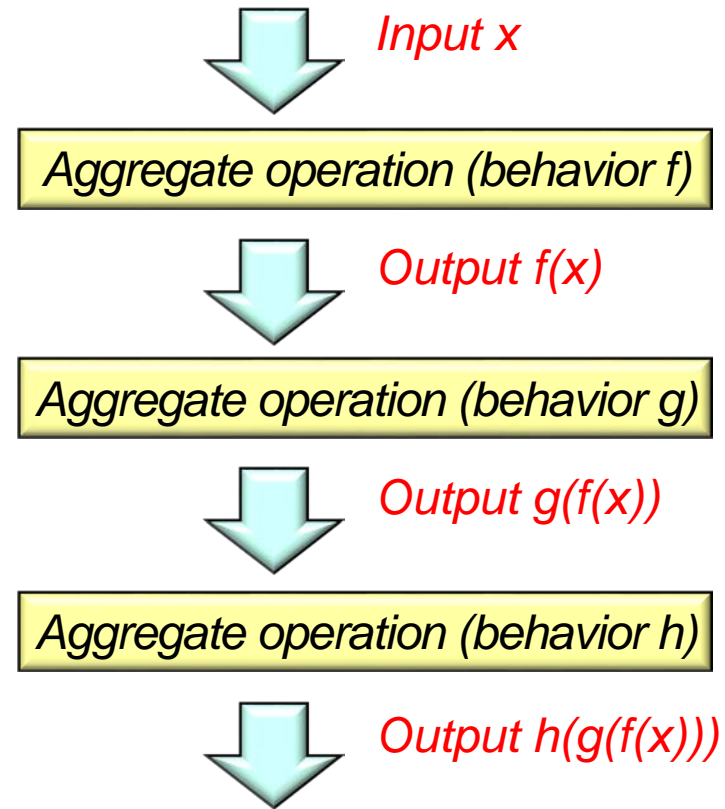 Input x
Aggregate operation (behavior f)
Output f(x)
Aggregate operation (behavior g)
Output g(f(x))
Aggregate operation (behavior h)
Output h(g(f(x)))